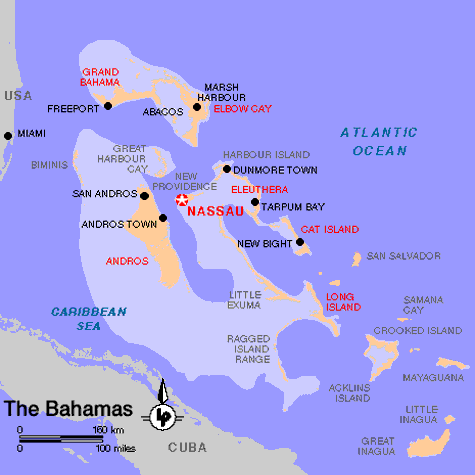 GRAND
BAHAMA
MARSH
HARBOUR
USA
FREEPORT
ABACOS
ELBOW CAY
MIAMI
ATLANTIC
OCEAN
GREAT
HARBOUR
CAY
HARBOUR ISLAND
BIMINIS
DUNMORE TOWN
NEW
PROVIDENCE
SAN ANDROS
ELEUTHERA
NASSAU
TARPUM BAY
ANDROS TOWN
CAT ISLAND
NEW BIGHT
SAN SALVADOR
ANDROS
LITTLE
EXUMA
LONG
ISLAND
SAMANA
CAY
CARIBBEAN
SEA
CROOKED ISLAND
RAGGED
ISLAND
RANGE
MAYAGUANA
ACKLINS
ISLAND
The Bahamas
LP
LITTLE
INAGUA
0 160 km
0 100 miles
CUBA
GREAT
INAGUA